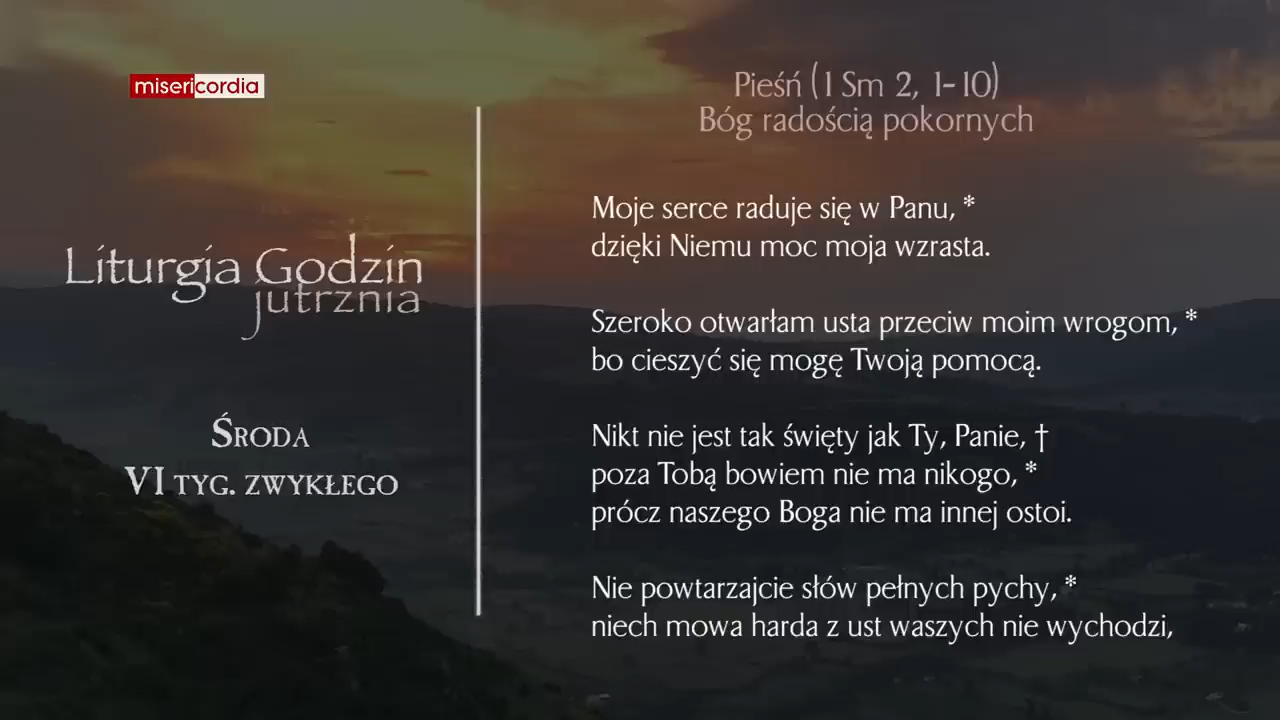 misericordia
Liturgia Godzin
jutrznia
Środa
VI tyg. zwykłego
Pieśń (1 Sm 2, 1-10)
Bóg radością pokornych
Moje serce raduje się w Panu, *
dzięki Niemu moc moja wzrasta.
Szeroko otwarłam usta przeciw moim wrogom, *
bo cieszyć się mogę Twoją pomocą.
Nikt nie jest tak święty jak Ty, Panie, †
poza Tobą bowiem nie ma nikogo, *
prócz naszego Boga nie ma innej ostoi.
Nie powtarzajcie słów pełnych pychy, *
niech mowa harda z ust waszych nie wychodzi,